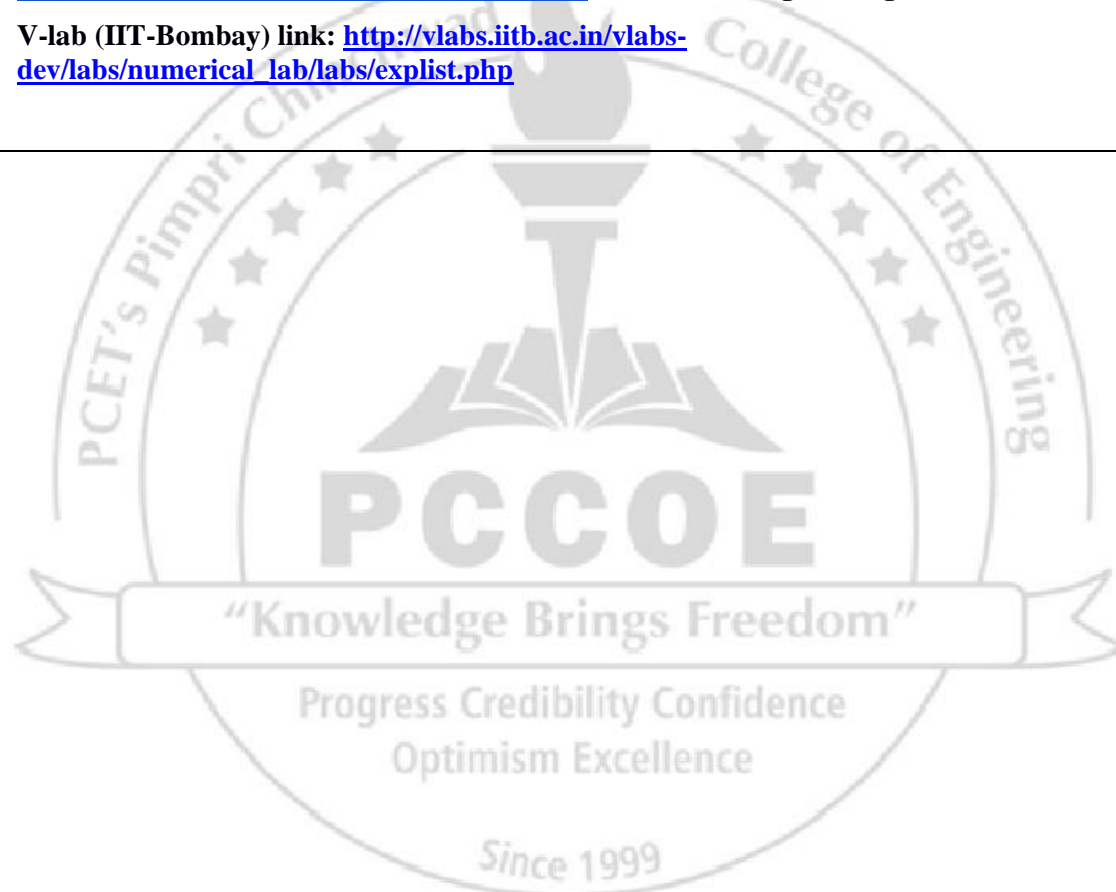 V-lab (IIT-Bombay) link: http://vlabs.iitb.ac.in/vlabs-
dev/labs/numerical_lab/labs/explist.php
PCET's Pimpri Chinchwad College of Engineering
PCCOE
"Knowledge Brings Freedom"
Progress Credibility Confidence
Optimism Excellence
Since 1999